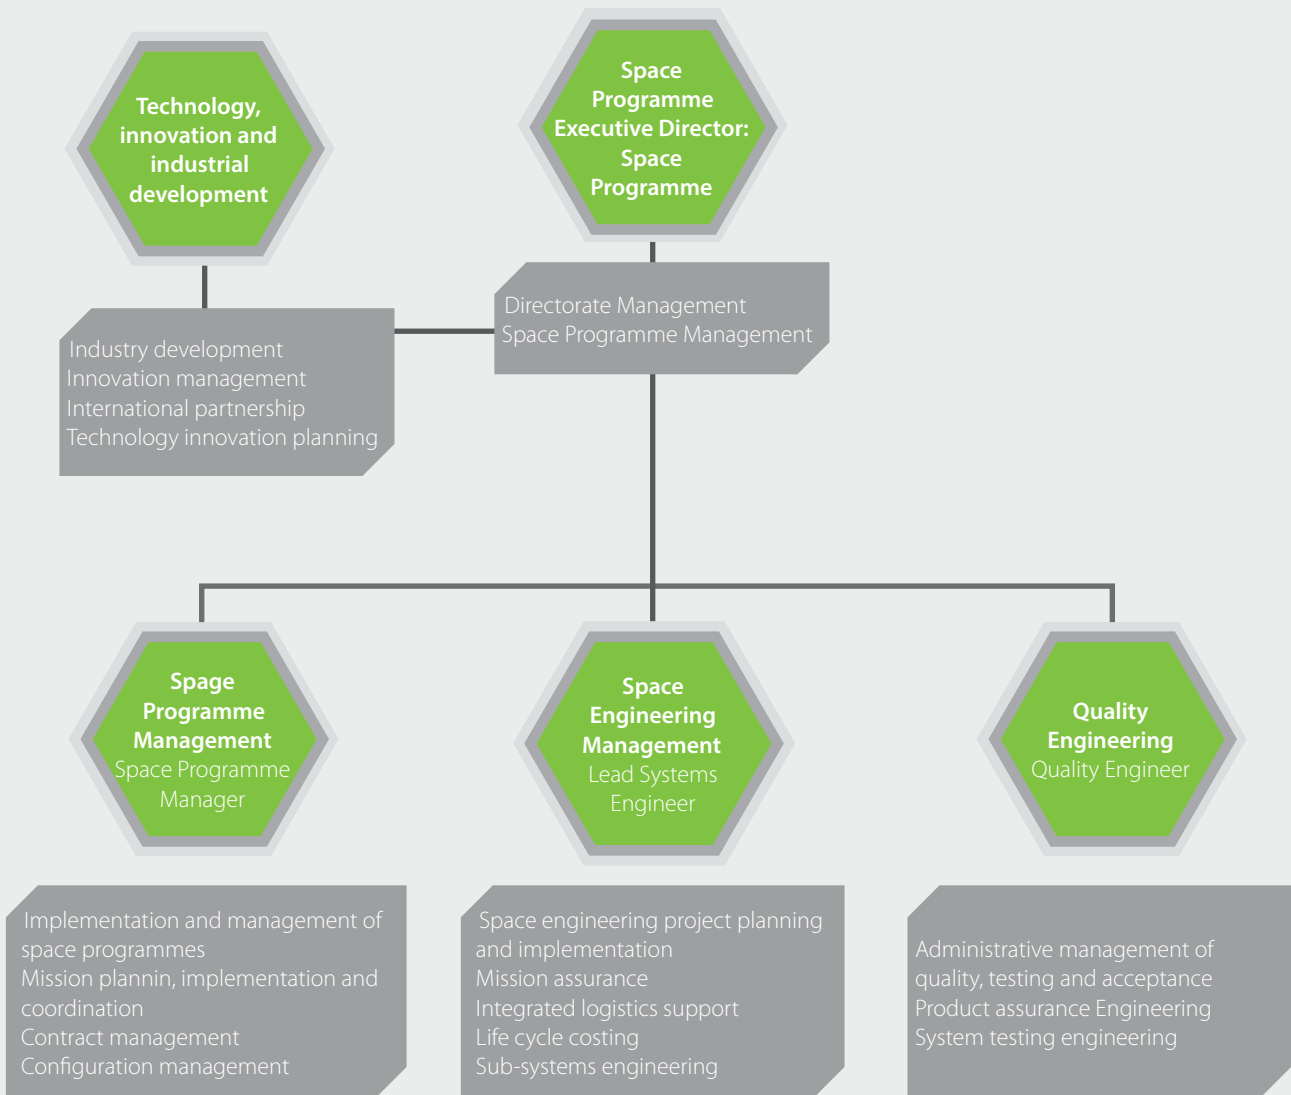 Technology,
innovation and
industrial
development
Space
Programme
Executive Director:
Space
Programme
Industry development
Innovation management
International partnership
Technology innovation planning
Directorate Management
Space Programme Management
Spage
Programme
Management
Space Programme
Manager
Space
Engineering
Management
Lead Systems
Engineer
Quality
Engineering
Quality Engineer
Implementation and management of
space programmes
Mission plannin, implementation and
coordination
Contract management
Configuration management
Space engineering project planning
and implementation
Mission assurance
Integrated logistics support
Life cycle costing
Sub-systems engineering
Administrative management of
quality, testing and acceptance
Product assurance Engineering
System testing engineering